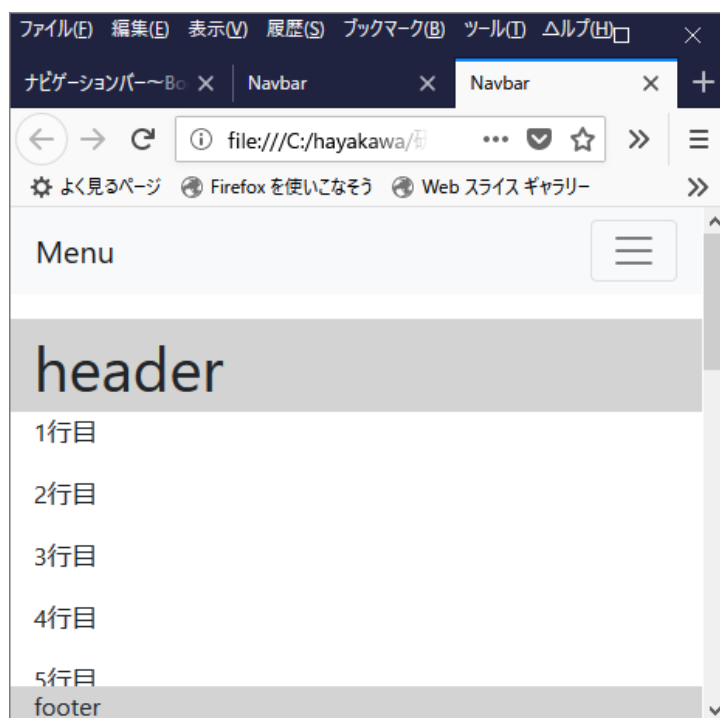 ファイル(F) 編集(E) 表示(V) 履歴(S) ブックマーク(B) ツール(T) ヘルプ(H)
ナビゲーションバー～Bo Navbar Navbar
file:///C:/hayakawa/研
よく見るページ Firefox を使いこなそう Web スライス ギャラリー
Menu
header
1行目
2行目
3行目
4行目
5行目
footer